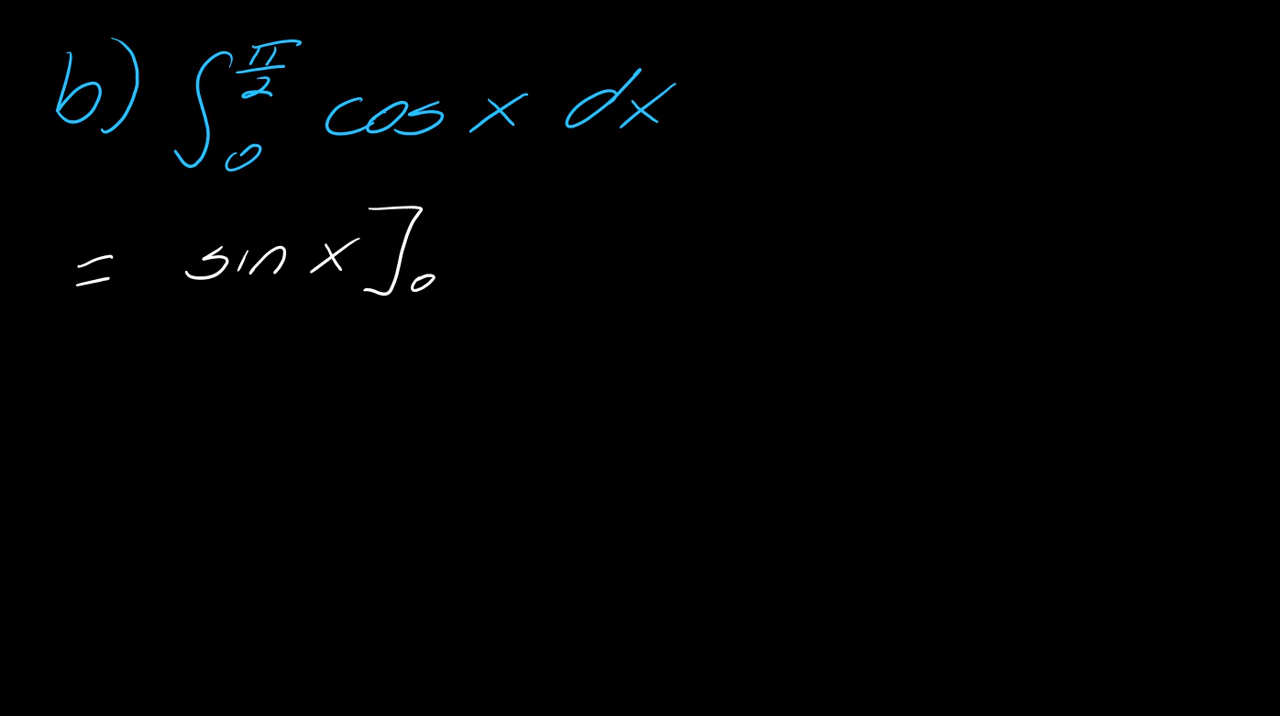 b) ∫₀^(π/2) cos x dx
= sin x]₀